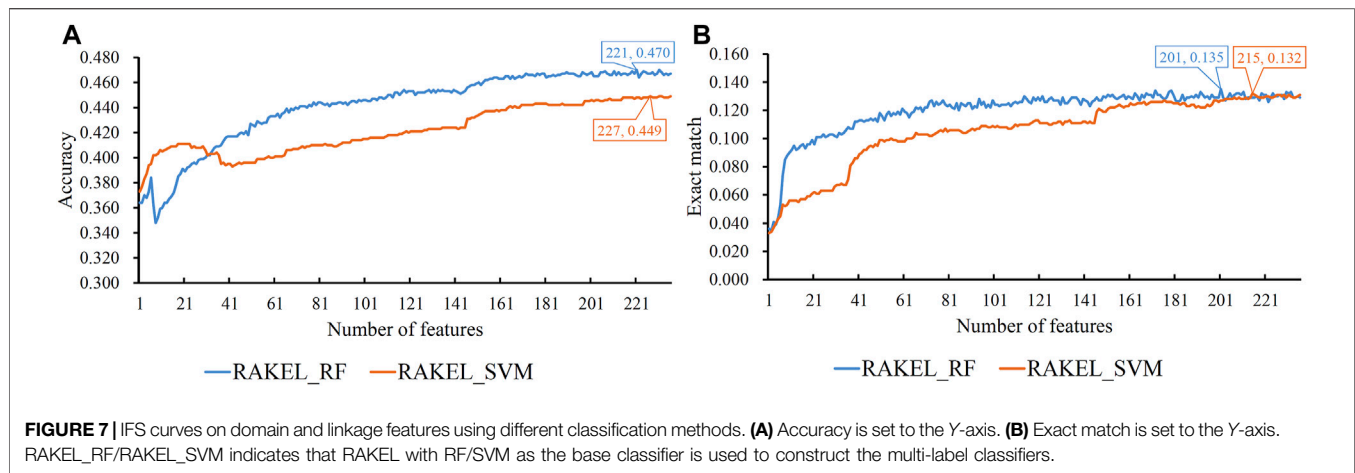 A
221, 0.470
0.480
0.460
0.440
0.420
0.400
0.380
0.360
0.340
0.320
0.300
Accuracy
227, 0.449
1 21 41 61 81 101 121 141 161 181 201 221
Number of features
RAKEL_RF RAKEL_SVM
B
201, 0.135
215, 0.132
0.160
0.140
0.120
0.100
0.080
0.060
0.040
0.020
0.000
Exact match
1 21 41 61 81 101 121 141 161 181 201 221
Number of features
RAKEL_RF RAKEL_SVM
FIGURE 7 | IFS curves on domain and linkage features using different classification methods. (A) Accuracy is set to the Y-axis. (B) Exact match is set to the Y-axis.
RAKEL_RF/RAKEL_SVM indicates that RAKEL with RF/SVM as the base classifier is used to construct the multi-label classifiers.